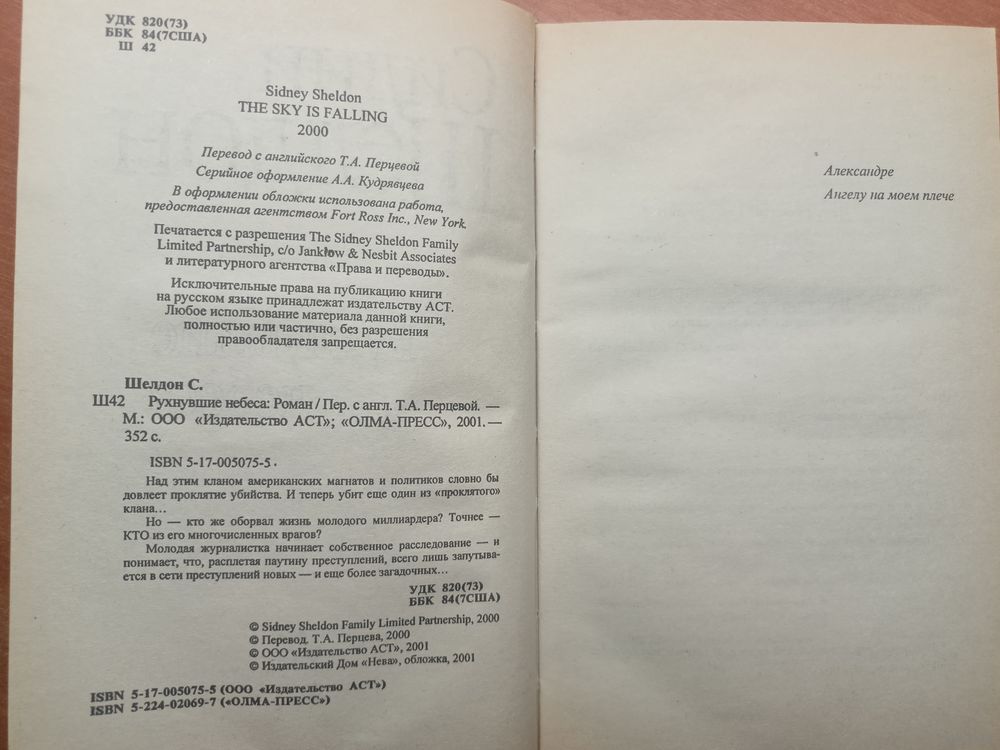 УДК 820(73)
ББК 84(7США)
Ш 42
Sidney Sheldon
THE SKY IS FALLING
2000
Перевод с английского Т.А. Перцевой
Серийное оформление А.А. Кудрявцева
В оформлении обложки использована работа,
предоставленная агентством Fort Ross Inc., New York.
Печатается с разрешения The Sidney Sheldon Family
Limited Partnership, c/o Janklow & Nesbit Associates
и литературного агентства «Права и переводы».
Исключительные права на публикацию книги
на русском языке принадлежат издательству АСТ.
Любое использование материала данной книги,
полностью или частично, без разрешения
правообладателя запрещается.
Шелдон С.
Ш42 Рухнувшие небеса: Роман / Пер. с англ. Т.А. Перцевой. —
М.: ООО «Издательство АСТ»; «ОЛМА-ПРЕСС», 2001.—
352 с.
ISBN 5-17-005075-5.
Над этим кланом американских магнатов и политиков словно бы
довлеет проклятие убийства. И теперь убит еще один из «проклятого»
клана...
Но — кто же оборвал жизнь молодого миллиардера? Точнее —
КТО из его многочисленных врагов?
Молодая журналистка начинает собственное расследование — и
понимает, что, расплетая паутину преступлений, всего лишь запутыва-
ется в сети преступлений новых — и еще более загадочных...
УДК 820(73)
ББК 84(7США)
© Sidney Sheldon Family Limited Partnership, 2000
© Перевод. Т.А. Перцева, 2000
© ООО «Издательство АСТ», 2001
© Издательский Дом «Нева», обложка, 2001
ISBN 5-17-005075-5 (ООО «Издательство АСТ»)
ISBN 5-224-02069-7 («ОЛМА-ПРЕСС»)
Александре
Ангелу на моем плече